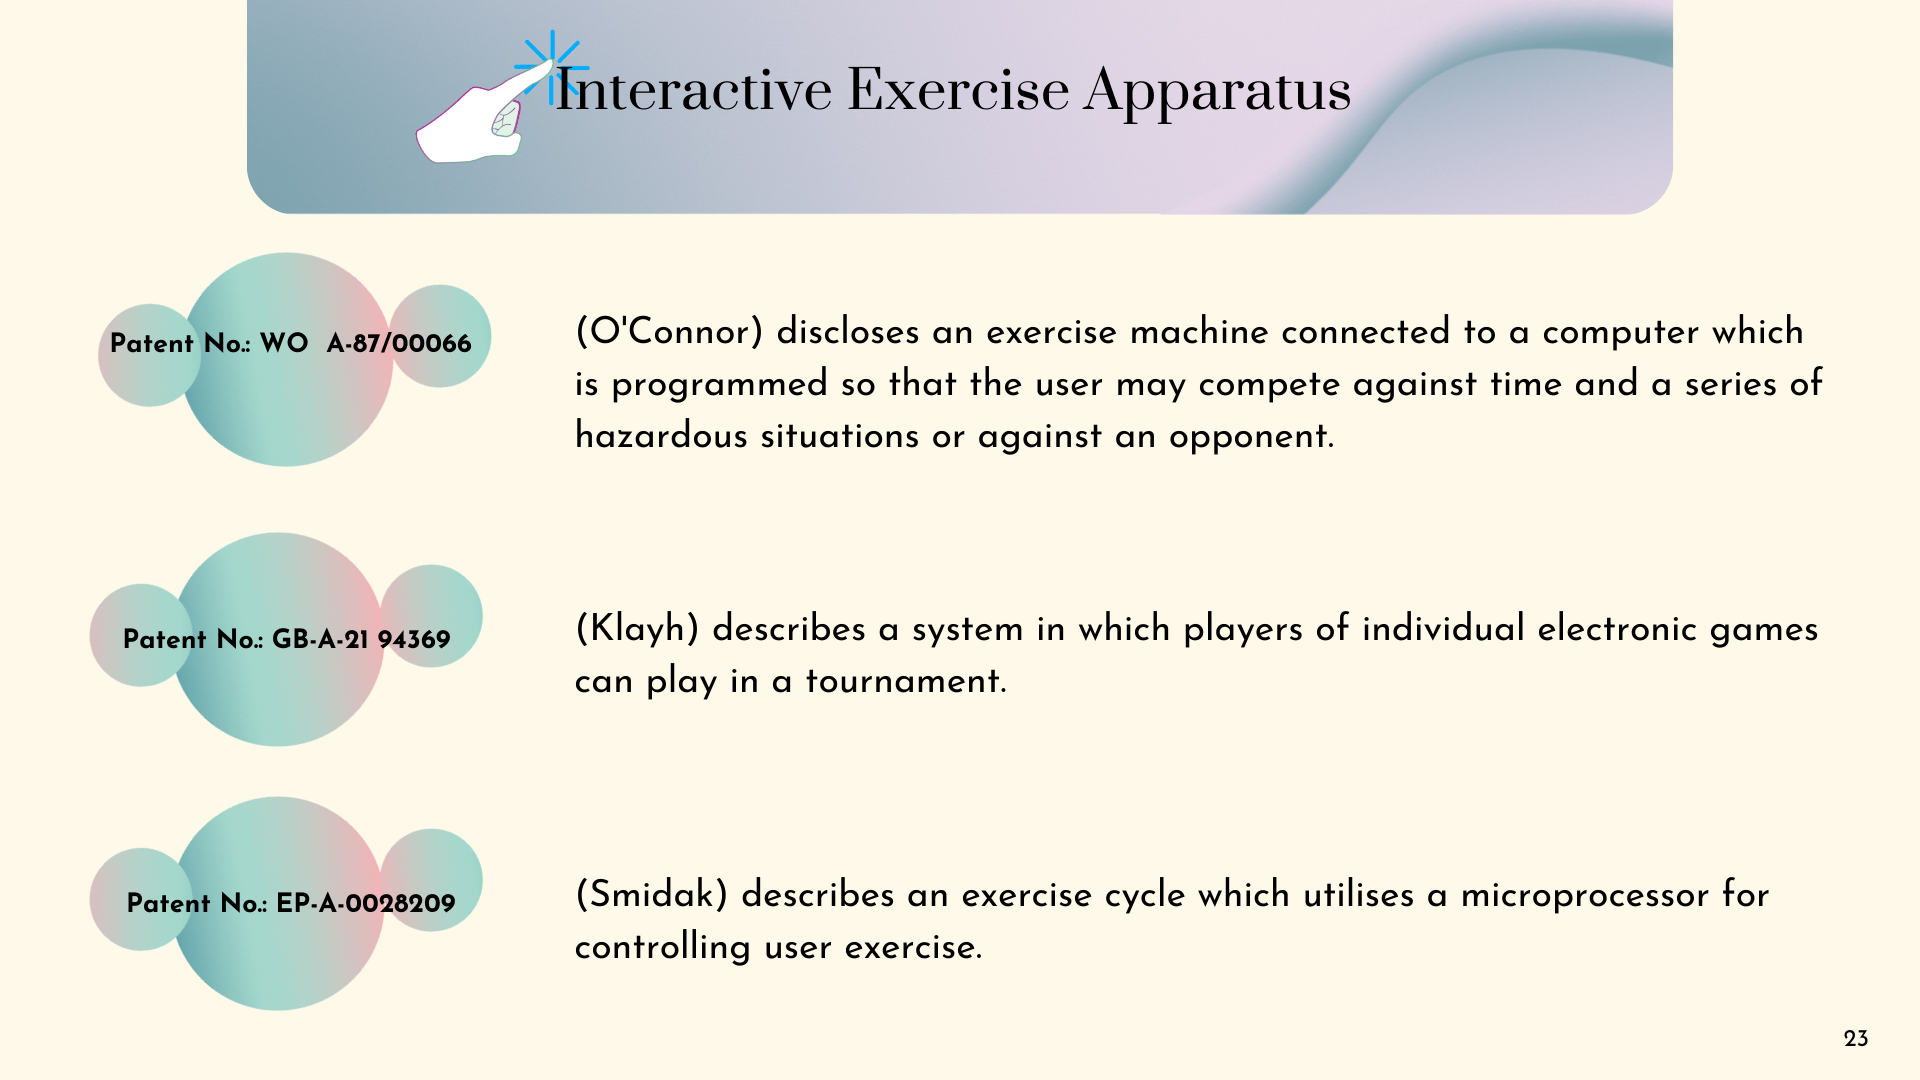 Interactive Exercise Apparatus
Patent No.: WO  A-87/00066
(O'Connor) discloses an exercise machine connected to a computer which
is programmed so that the user may compete against time and a series of
hazardous situations or against an opponent.
Patent No.: GB-A-21 94369
(Klayh) describes a system in which players of individual electronic games
can play in a tournament.
Patent No.: EP-A-0028209
(Smidak) describes an exercise cycle which utilises a microprocessor for
controlling user exercise.
23